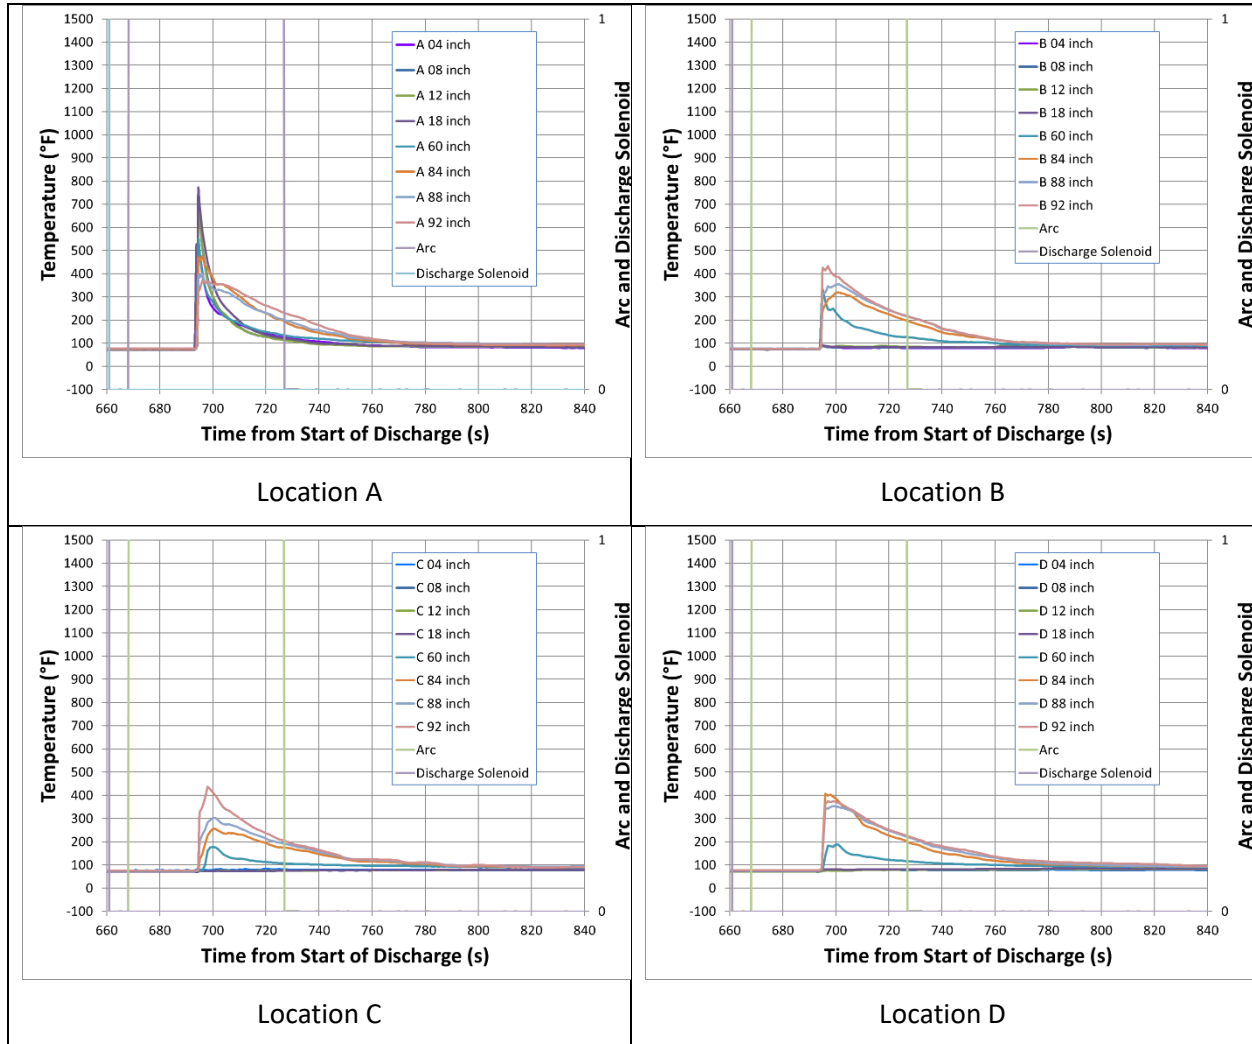 1500
1400
1300
1200
1100
1000
900
800
700
600
500
400
300
200
100
0
-100
Temperature (°F)
A 04 inch
A 08 inch
A 12 inch
A 18 inch
A 60 inch
A 84 inch
A 88 inch
A 92 inch
Arc
Discharge Solenoid
1
0
Arc and Discharge Solenoid
660 680 700 720 740 760 780 800 820 840
Time from Start of Discharge (s)
Location A
1500
1400
1300
1200
1100
1000
900
800
700
600
500
400
300
200
100
0
-100
Temperature (°F)
B 04 inch
B 08 inch
B 12 inch
B 18 inch
B 60 inch
B 84 inch
B 88 inch
B 92 inch
Arc
Discharge Solenoid
1
0
Arc and Discharge Solenoid
660 680 700 720 740 760 780 800 820 840
Time from Start of Discharge (s)
Location B
1500
1400
1300
1200
1100
1000
900
800
700
600
500
400
300
200
100
0
-100
Temperature (°F)
C 04 inch
C 08 inch
C 12 inch
C 18 inch
C 60 inch
C 84 inch
C 88 inch
C 92 inch
Arc
Discharge Solenoid
1
0
Arc and Discharge Solenoid
660 680 700 720 740 760 780 800 820 840
Time from Start of Discharge (s)
Location C
1500
1400
1300
1200
1100
1000
900
800
700
600
500
400
300
200
100
0
-100
Temperature (°F)
D 04 inch
D 08 inch
D 12 inch
D 18 inch
D 60 inch
D 84 inch
D 88 inch
D 92 inch
Arc
Discharge Solenoid
1
0
Arc and Discharge Solenoid
660 680 700 720 740 760 780 800 820 840
Time from Start of Discharge (s)
Location D